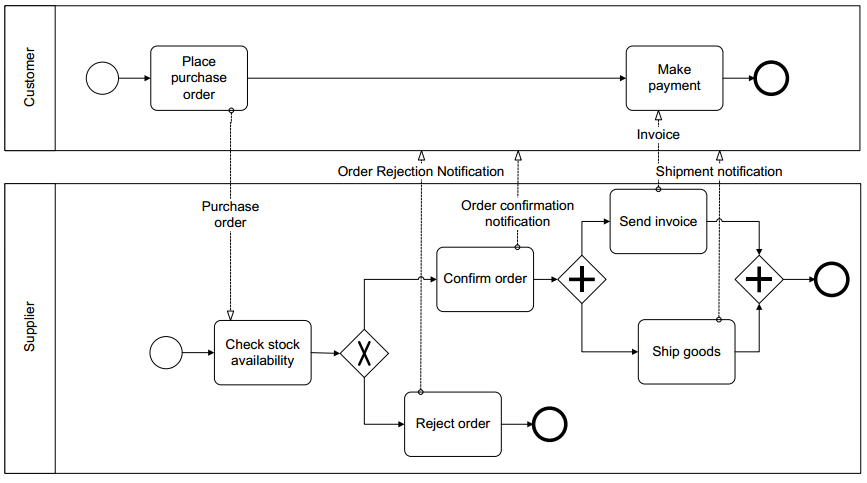 Customer
Place
purchase
order
Make
payment
Invoice
Order Rejection Notification
Shipment notification
Supplier
Purchase
order
Order confirmation
notification
Send invoice
Confirm order
Check stock
availability
X
Ship goods
Reject order